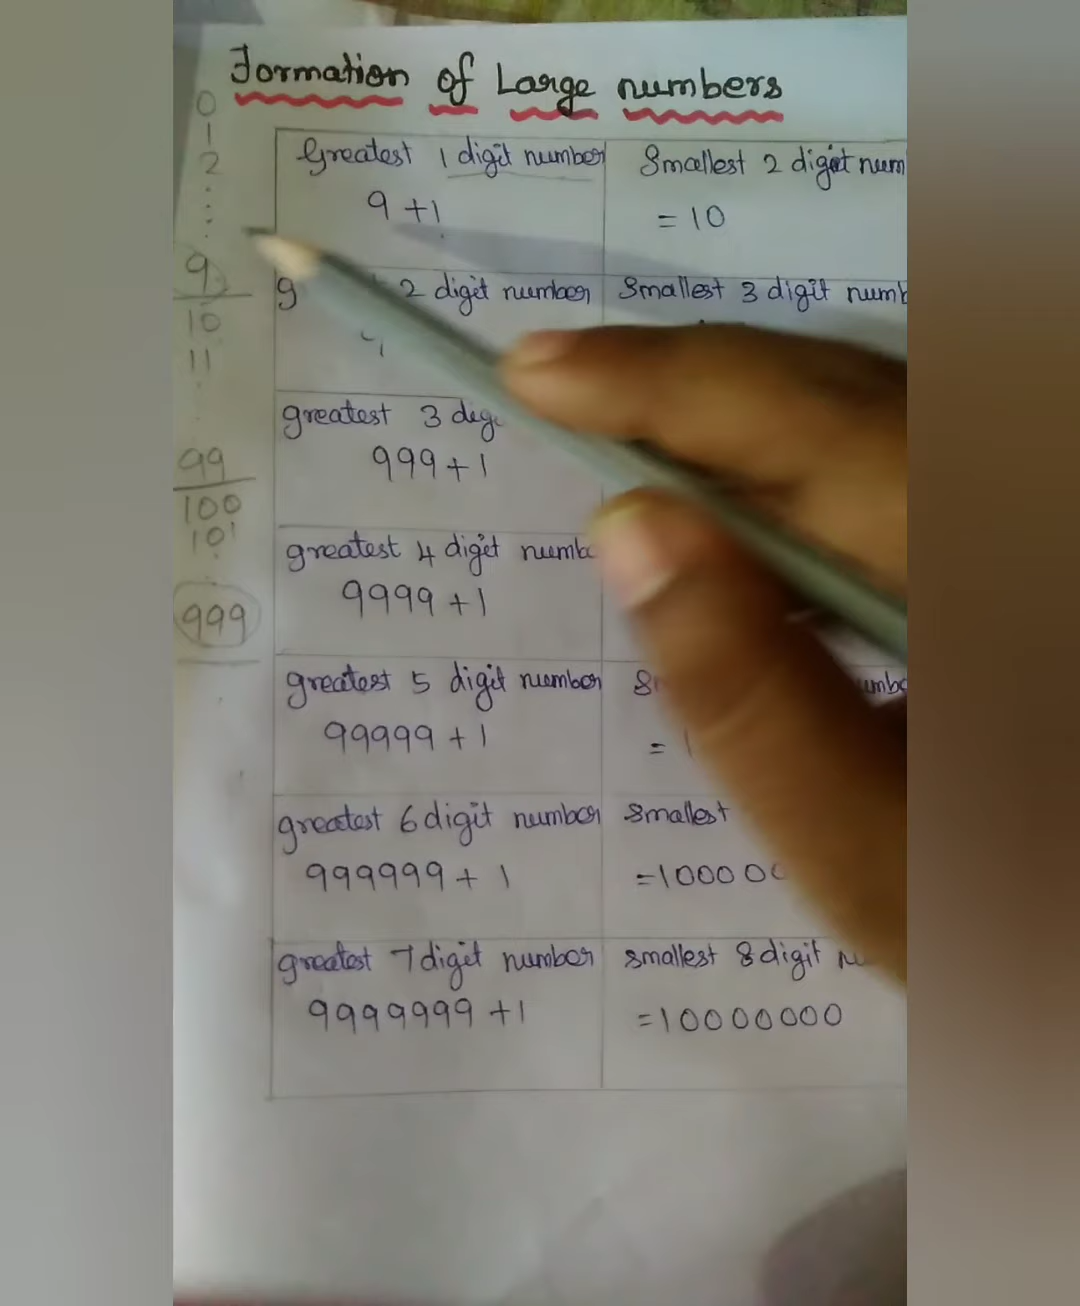 Formation of Large numbers
0
1
2
9
10
11
99
100
101
999
Greatest 1 digit number
9 +1
Smallest 2 digit num
= 10
2 digit number
Smallest 3 digit numb
greatest 3
999 + 1
greatest 4 digit numbe
9999 + 1
greatest 5 digit number
99999 + 1
= 1
greatest 6 digit number
999999 + 1
smallest
=10000
greatest 7 digit number
9999999 +1
smallest 8 digit
=10000000